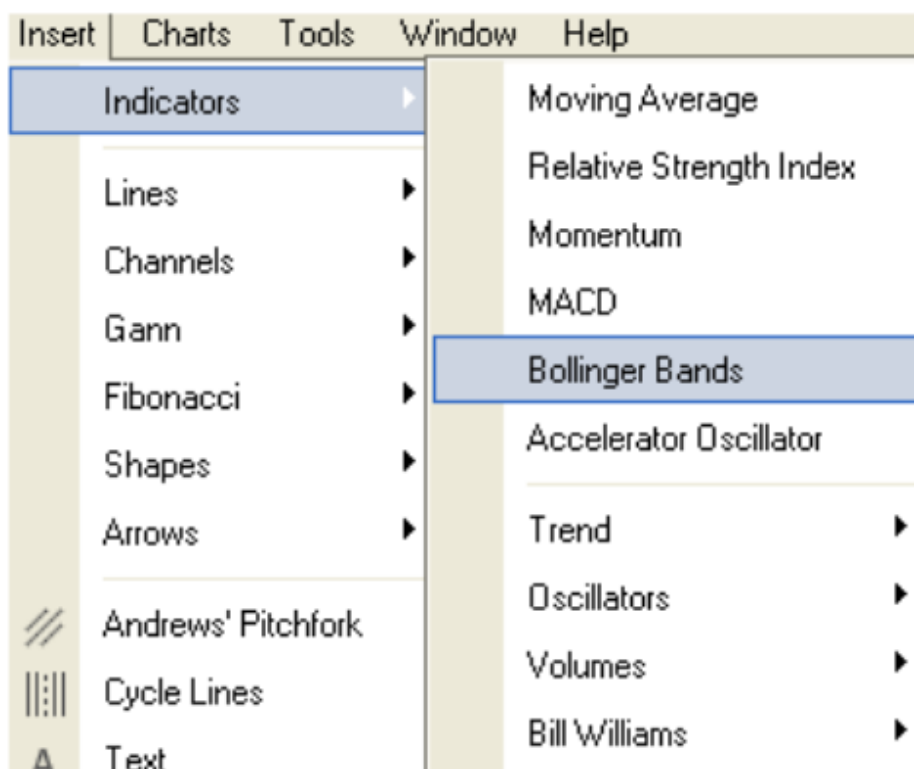 Insert Charts Tools Window Help
Indicators
Lines
Channels
Gann
Fibonacci
Shapes
Arrows
Andrews' Pitchfork
Cycle Lines
A Text
Moving Average
Relative Strength Index
Momentum
MACD
Bollinger Bands
Accelerator Oscillator
Trend
Oscillators
Volumes
Bill Williams